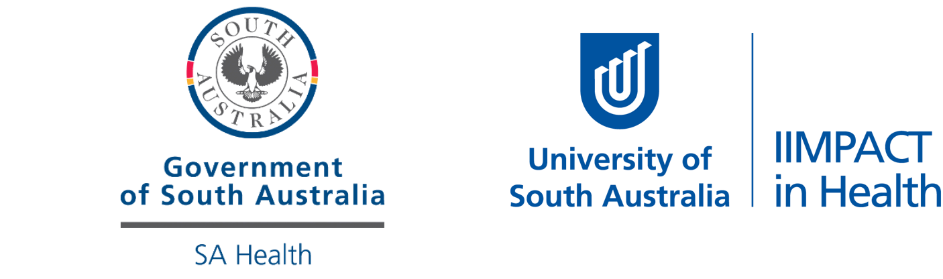 SOUTH
AUSTRALIA
Government
of South Australia
SA Health
University of
South Australia
IIMPACT
in Health